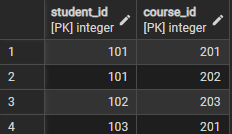 student_id course_id
[PK] integer [PK] integer
1 101 201
2 101 202
3 102 203
4 103 201